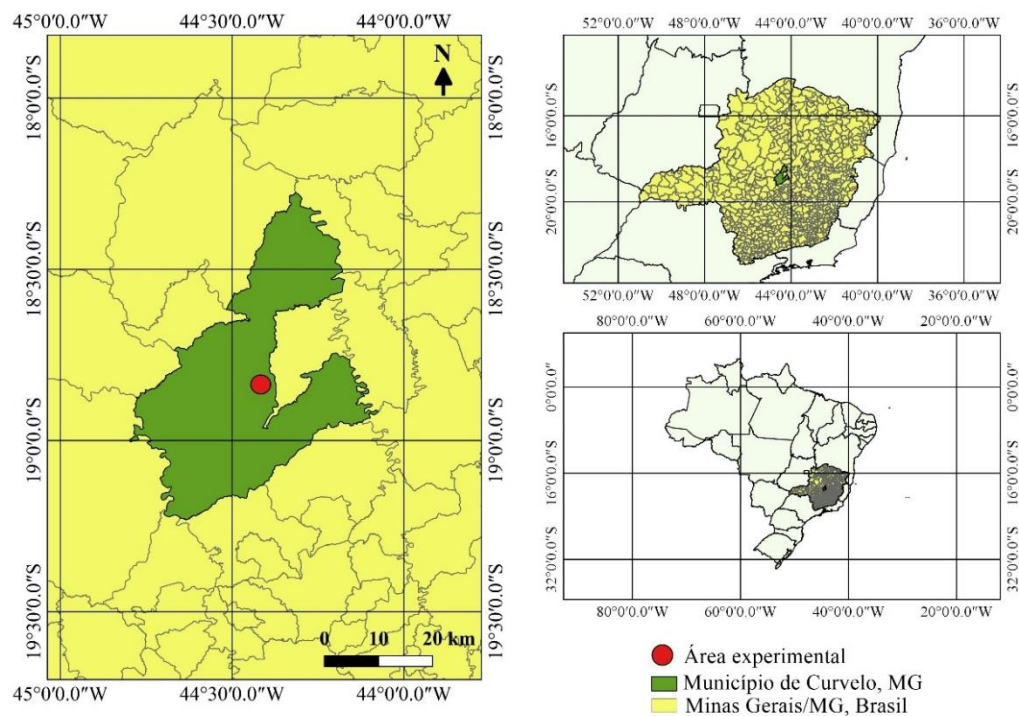 45°0'0.0"W 44°30'0.0"W 44°0'0.0"W
N
18°0'0.0"S 18°0'0.0"S
18°30'0.0"S 18°30'0.0"S
19°0'0.0"S 19°0'0.0"S
19°30'0.0"S 19°30'0.0"S
0 10 20 km
45°0'0.0"W 44°30'0.0"W 44°0'0.0"W
52°0'0.0"W 48°0'0.0"W 44°0'0.0"W 40°0'0.0"W 36°0'0.0"W
16°0'0.0"S 16°0'0.0"S
20°0'0.0"S 20°0'0.0"S
52°0'0.0"W 48°0'0.0"W 44°0'0.0"W 40°0'0.0"W 36°0'0.0"W
80°0'0.0"W 60°0'0.0"W 40°0'0.0"W 20°0'0.0"W
0°0'0.0" 0°0'0.0"
16°0'0.0"S 16°0'0.0"S
32°0'0.0"S 32°0'0.0"S
80°0'0.0"W 60°0'0.0"W 40°0'0.0"W 20°0'0.0"W
Área experimental
Município de Curvelo, MG
Minas Gerais/MG, Brasil